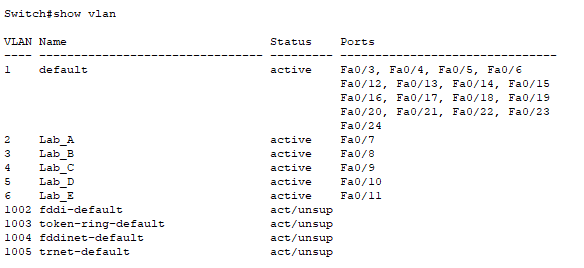 Switch#show vlan
VLAN Name                             Status    Ports
---- -------------------------------- --------- -------------------------------
1    default                          active    Fa0/3, Fa0/4, Fa0/5, Fa0/6
                                                Fa0/12, Fa0/13, Fa0/14, Fa0/15
                                                Fa0/16, Fa0/17, Fa0/18, Fa0/19
                                                Fa0/20, Fa0/21, Fa0/22, Fa0/23
                                                Fa0/24
2    Lab_A                            active    Fa0/7
3    Lab_B                            active    Fa0/8
4    Lab_C                            active    Fa0/9
5    Lab_D                            active    Fa0/10
6    Lab_E                            active    Fa0/11
1002 fddi-default                     act/unsup
1003 token-ring-default               act/unsup
1004 fddinet-default                  act/unsup
1005 trnet-default                    act/unsup